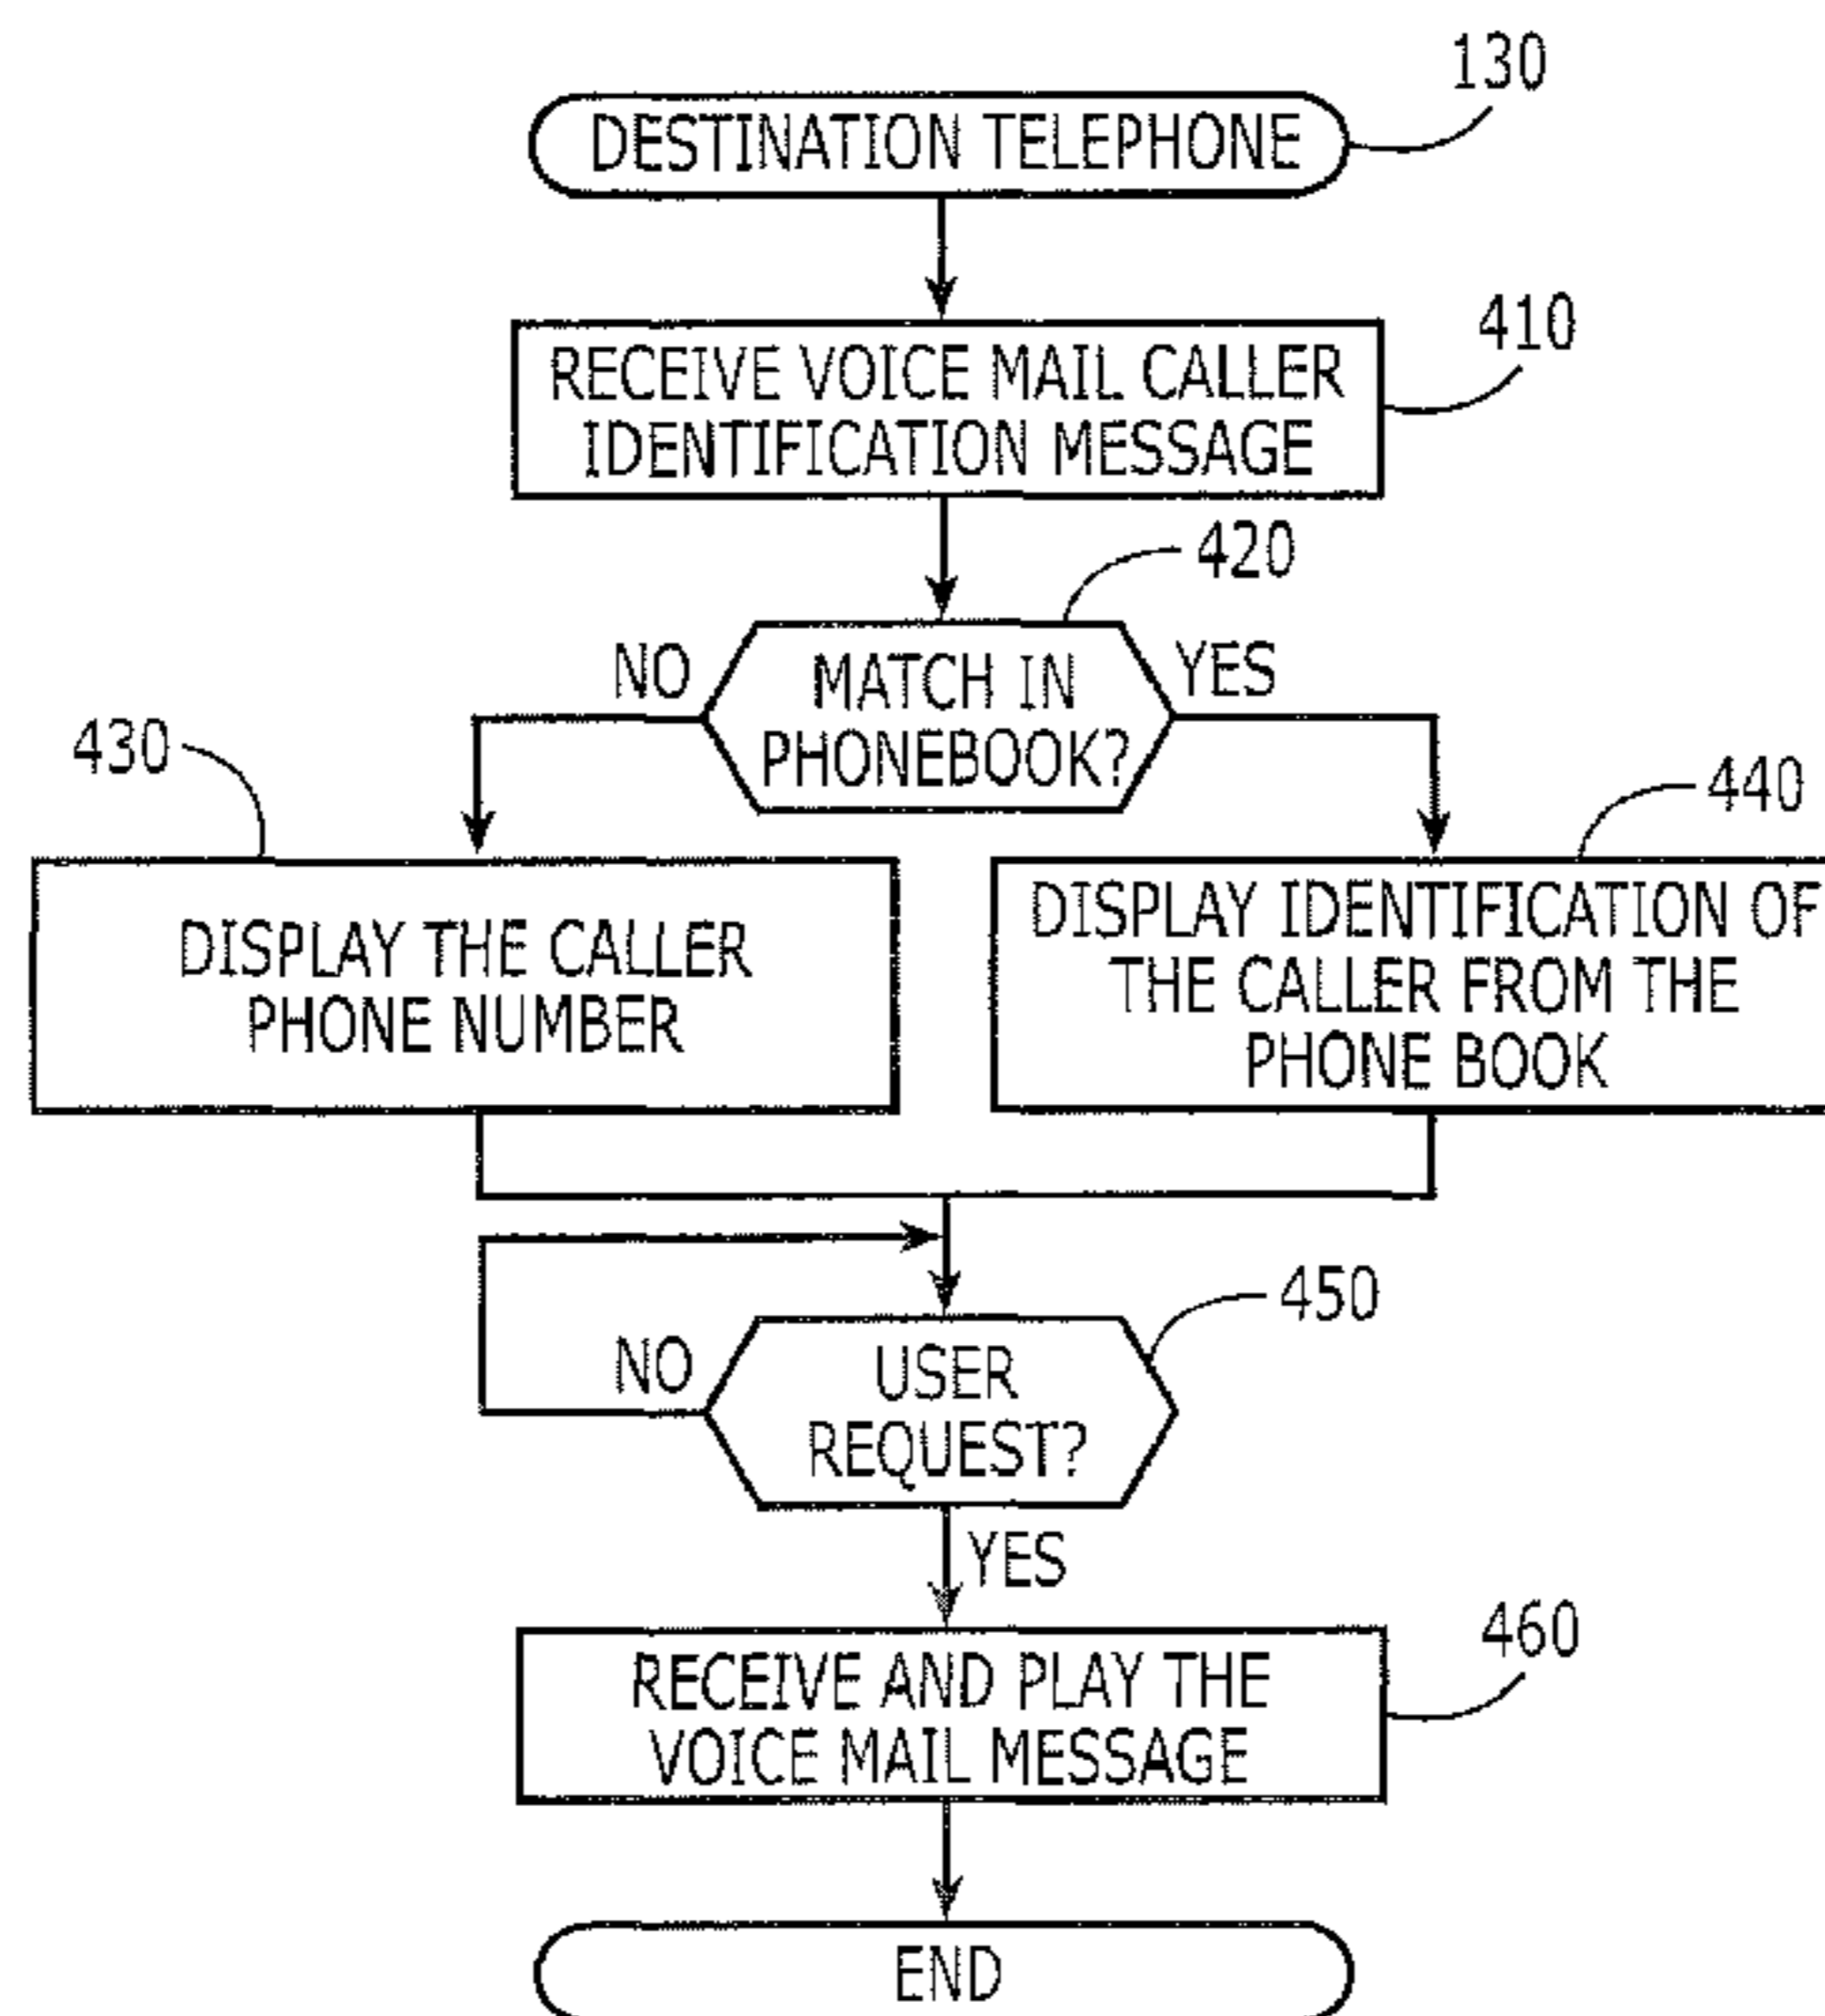 130
DESTINATION TELEPHONE
410
RECEIVE VOICE MAIL CALLER
IDENTIFICATION MESSAGE
420
NO
MATCH IN
PHONEBOOK?
YES
430
440
DISPLAY THE CALLER
PHONE NUMBER
DISPLAY IDENTIFICATION OF
THE CALLER FROM THE
PHONE BOOK
450
NO
USER
REQUEST?
YES
460
RECEIVE AND PLAY THE
VOICE MAIL MESSAGE
END